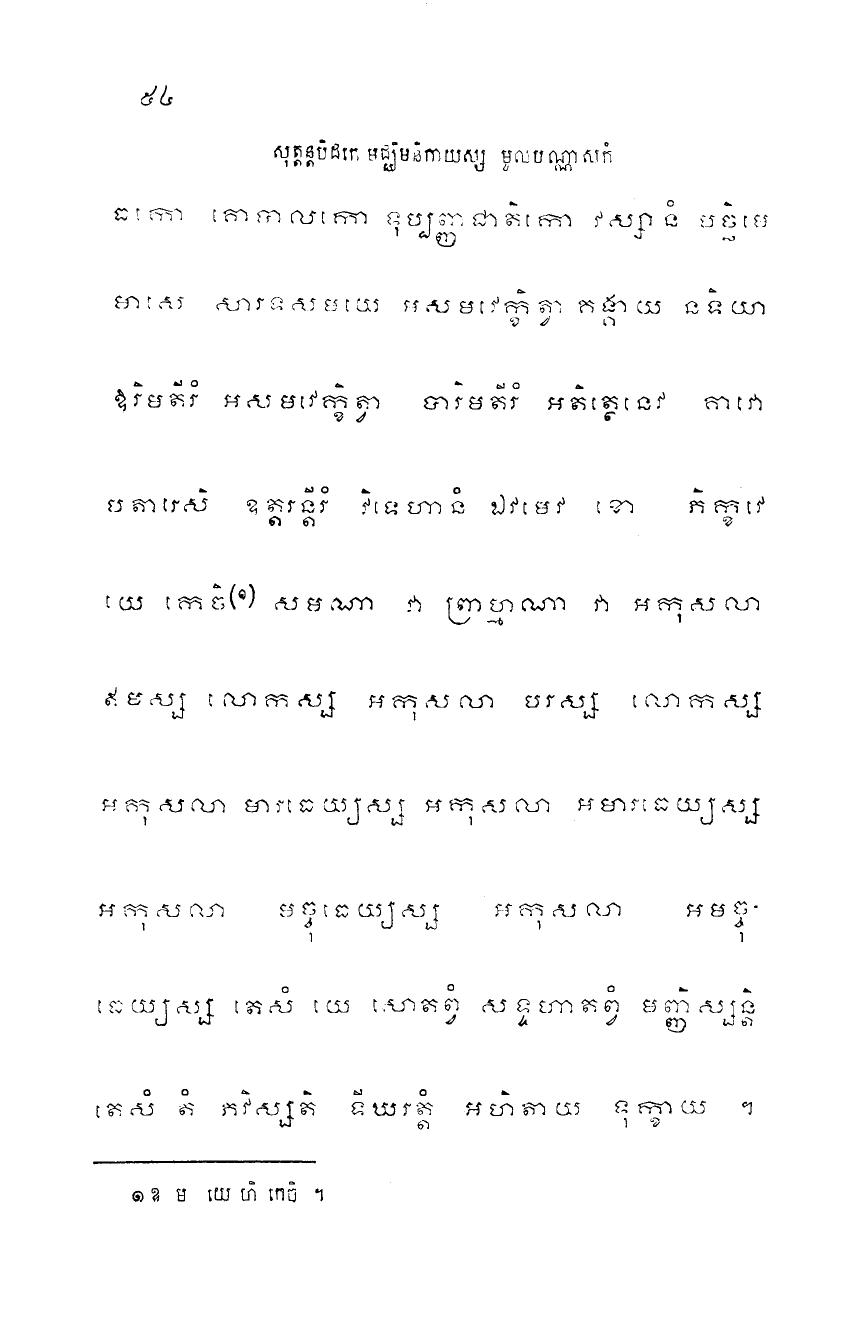 ៥៤
សុត្តន្តបិដកេ មជ្ឈិមនិកាយស្ស មូលបណ្ណាសកំ
ធកោ គោបាលកោ ទុប្បញ្ញជាតិកោ វស្សានំ បច្ឆិមេ
មាសេ សារទសមយេ អសមវេក្ខិត្វា គង្គាយ នទិយា
ឱរិមតីរំ អសមវេក្ខិត្វា បារិមតីរំ អតិត្ថេនេវ គាវោ
បតារេសិ ឧត្តរន្តីរំ វិទេហានំ ឯវមេវ ខោ ភិក្ខវេ
យេ កេចិ(១) សមណា វា ព្រាហ្មណា វា អកុសលា
ឥមស្ស លោកស្ស អកុសលា បរស្ស លោកស្ស
អកុសលា មារធេយ្យស្ស អកុសលា អមារធេយ្យស្ស
អកុសលា មច្ចុធេយ្យស្ស អកុសលា អមច្ចុ-
ធេយ្យស្ស តេសំ យេ សោតព្វំ សទ្ទហាតព្វំ មញ្ញិស្សន្តិ
តេសំ តំ ភវិស្សតិ ទីឃរត្តំ អហិតាយ ទុក្ខាយ ។
១ ឧ ម យេ ហិ កេចិ ។